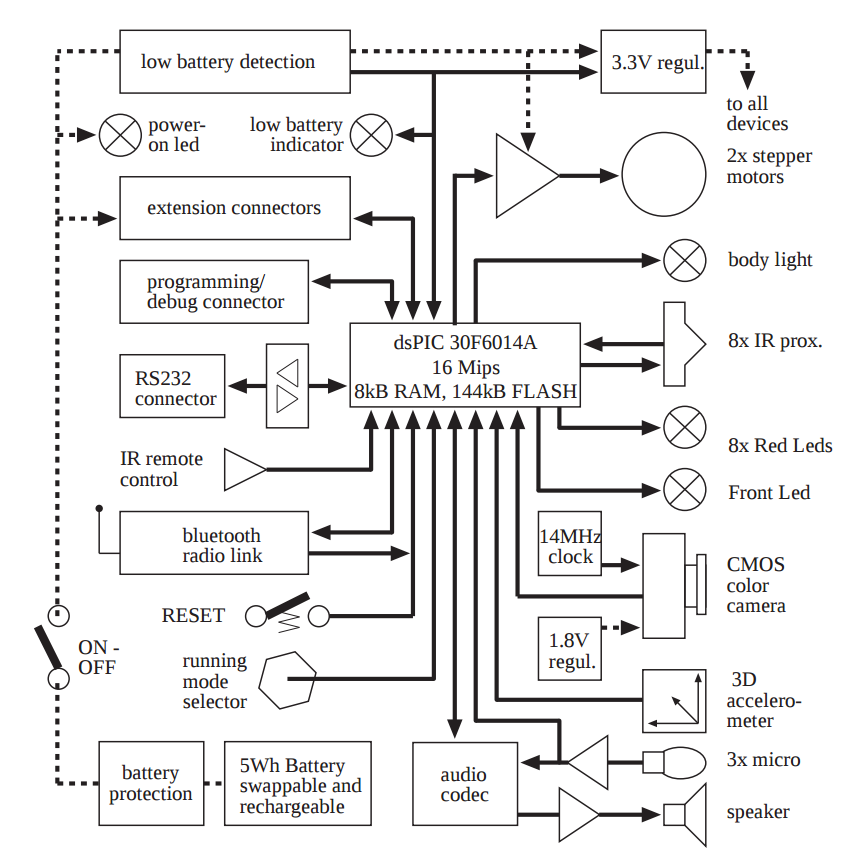 low battery detection
3.3V regul.
to all
devices
power-
on led
low battery
indicator
2x stepper
motors
extension connectors
body light
programming/
debug connector
dsPIC 30F6014A
16 Mips
8kB RAM, 144kB FLASH
8x IR prox.
RS232
connector
8x Red Leds
IR remote
control
Front Led
bluetooth
radio link
14MHz
clock
CMOS
color
camera
RESET
ON -
OFF
1.8V
regul.
running
mode
selector
3D
accelero-
meter
battery
protection
5Wh Battery
swappable and
rechargeable
audio
codec
3x micro
speaker